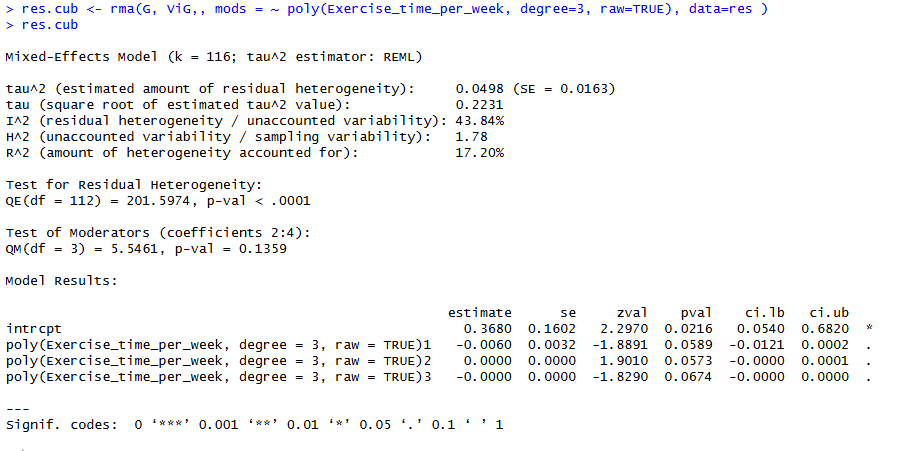 > res.cub <- rma(G, ViG,, mods = ~ poly(Exercise_time_per_week, degree=3, raw=TRUE), data=res )
> res.cub
Mixed-Effects Model (k = 116; tau^2 estimator: REML)
tau^2 (estimated amount of residual heterogeneity): 0.0498 (SE = 0.0163)
tau (square root of estimated tau^2 value): 0.2231
I^2 (residual heterogeneity / unaccounted variability): 43.84%
H^2 (unaccounted variability / sampling variability): 1.78
R^2 (amount of heterogeneity accounted for): 17.20%
Test for Residual Heterogeneity:
QE(df = 112) = 201.5974, p-val < .0001
Test of Moderators (coefficients 2:4):
QM(df = 3) = 5.5461, p-val = 0.1359
Model Results:
estimate se zval pval ci.lb ci.ub
intrcpt 0.3680 0.1602 2.2970 0.0216 0.0540 0.6820 *
poly(Exercise_time_per_week, degree = 3, raw = TRUE)1 -0.0060 0.0032 -1.8891 0.0589 -0.0121 0.0002 .
poly(Exercise_time_per_week, degree = 3, raw = TRUE)2 0.0000 0.0000 1.9010 0.0573 -0.0000 0.0001 .
poly(Exercise_time_per_week, degree = 3, raw = TRUE)3 -0.0000 0.0000 -1.8290 0.0674 -0.0000 0.0000 .
---
Signif. codes: 0 ‘***’ 0.001 ‘**’ 0.01 ‘*’ 0.05 ‘.’ 0.1 ‘ ’ 1